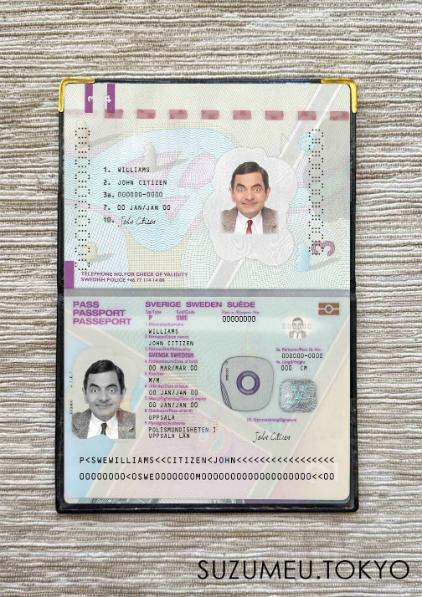 1. WILLIAMS
2. JOHN CITIZEN
3a. 000000-0000
7. 00 JAN/JAN 00
10. John Citizen
TELEPHONE NO. FOR CHECK OF VALIDITY
SWEDISH POLICE +46 77 114 14 00
3
PASS
PASSPORT
PASSEPORT
SVERIGE SWEDEN SUÈDE
P SWE 00000000
WILLIAMS
JOHN CITIZEN
SVENSK SWEDISH
00 MAR/MAR 00
M/M
00 JAN/JAN 00
00 JAN/JAN 00
UPPSALA
POLISMYNDIGHETEN I
UPPSALA LÄN
000000-0000
000 CM
John Citizen
P<SWEWILLIAMS<<CITIZEN<JOHN<<<<<<<<<<<<<<<<<
SUZUMEU.TOKYO